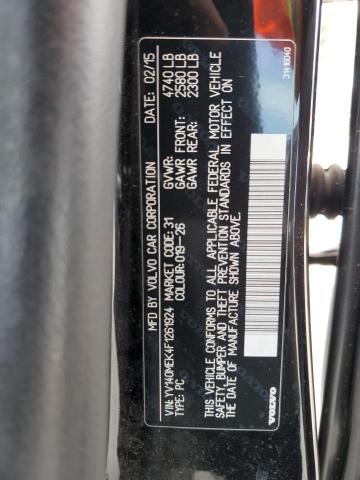 MFD BY VOLVO CAR CORPORATION DATE: 02/15
GVWR: 4740 LB
GAWR FRONT: 2580 LB
GAWR REAR: 2300 LB
VIN: YV140MEK4F1261924 MARKET CODE: 31
TYPE: PC COLOUR: 019-26
THIS VEHICLE CONFORMS TO ALL APPLICABLE FEDERAL MOTOR VEHICLE
SAFETY, BUMPER AND THEFT PREVENTION STANDARDS IN EFFECT ON
THE DATE OF MANUFACTURE SHOWN ABOVE.
VOLVO 31416040